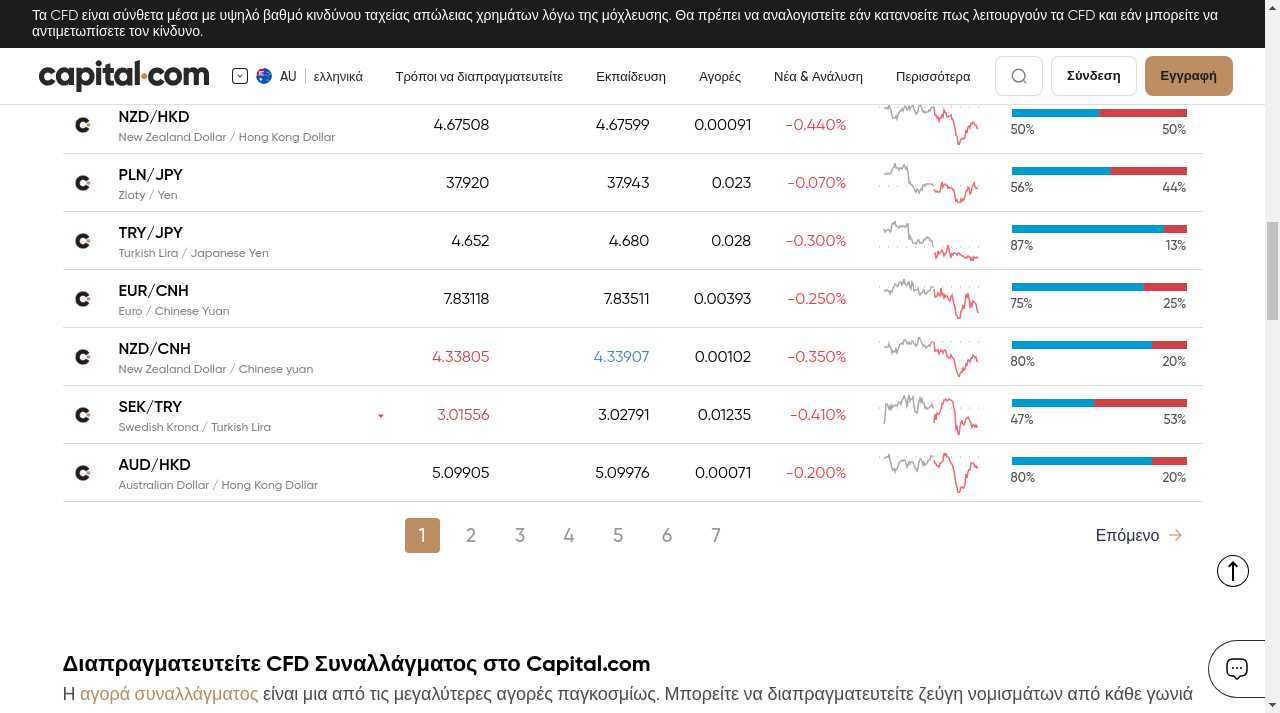 Τα CFD είναι σύνθετα μέσα με υψηλό βαθμό κινδύνου ταχείας απώλειας χρημάτων λόγω της μόχλευσης. Θα πρέπει να αναλογιστείτε εάν κατανοείτε πως λειτουργούν τα CFD και εάν μπορείτε να
αντιμετωπίσετε τον κίνδυνο.
capital.com AU ελληνικά Τρόποι να διαπραγματευτείτε Εκπαίδευση Αγορές Νέα & Ανάλυση Περισσότερα Σύνδεση Εγγραφή
NZD/HKD 4.67508 4.67599 0.00091 -0.440% 50% 50%
New Zealand Dollar / Hong Kong Dollar
PLN/JPY 37.920 37.943 0.023 -0.070% 56% 44%
Zloty / Yen
TRY/JPY 4.652 4.680 0.028 -0.300% 87% 13%
Turkish Lira / Japanese Yen
EUR/CNH 7.83118 7.83511 0.00393 -0.250% 75% 25%
Euro / Chinese Yuan
NZD/CNH 4.33805 4.33907 0.00102 -0.350% 80% 20%
New Zealand Dollar / Chinese yuan
SEK/TRY 3.01556 3.02791 0.01235 -0.410% 47% 53%
Swedish Krona / Turkish Lira
AUD/HKD 5.09905 5.09976 0.00071 -0.200% 80% 20%
Australian Dollar / Hong Kong Dollar
1 2 3 4 5 6 7 Επόμενο
Διαπραγματευτείτε CFD Συναλλάγματος στο Capital.com
Η αγορά συναλλάγματος είναι μια από τις μεγαλύτερες αγορές παγκοσμίως. Μπορείτε να διαπραγματευτείτε ζεύγη νομισμάτων από κάθε γωνιά